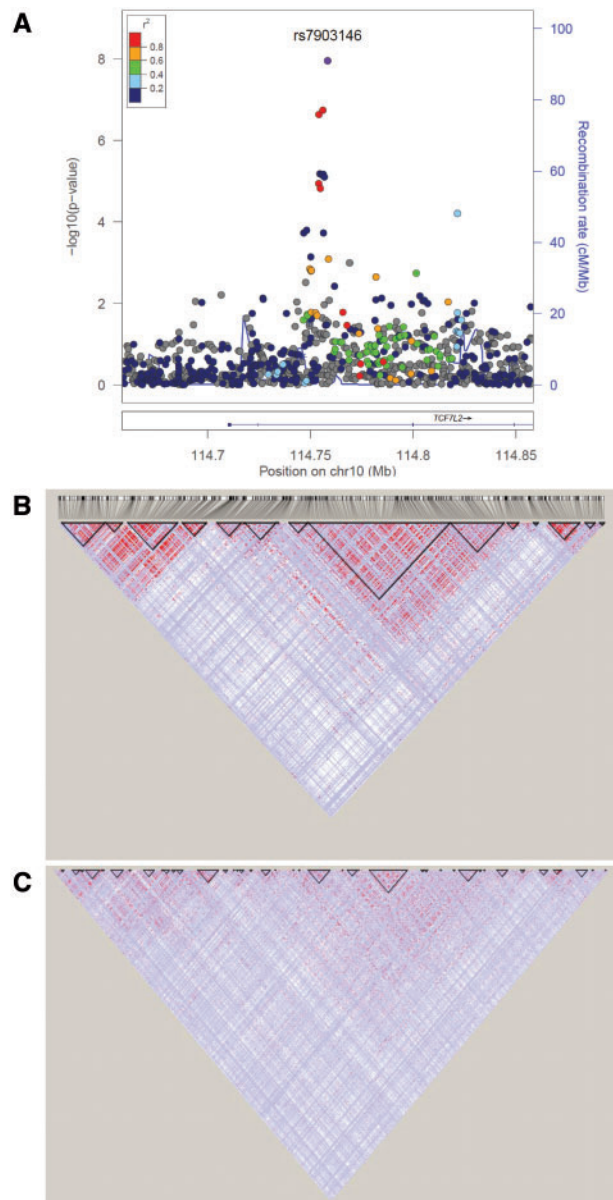 A
rs7903146
r²
0.8
0.6
0.4
0.2
8
6
4
2
0
−log10(p−value)
100
80
60
40
20
0
Recombination rate (cM/Mb)
TCF7L2→
114.7
114.75
114.8
114.85
Position on chr10 (Mb)
B
C